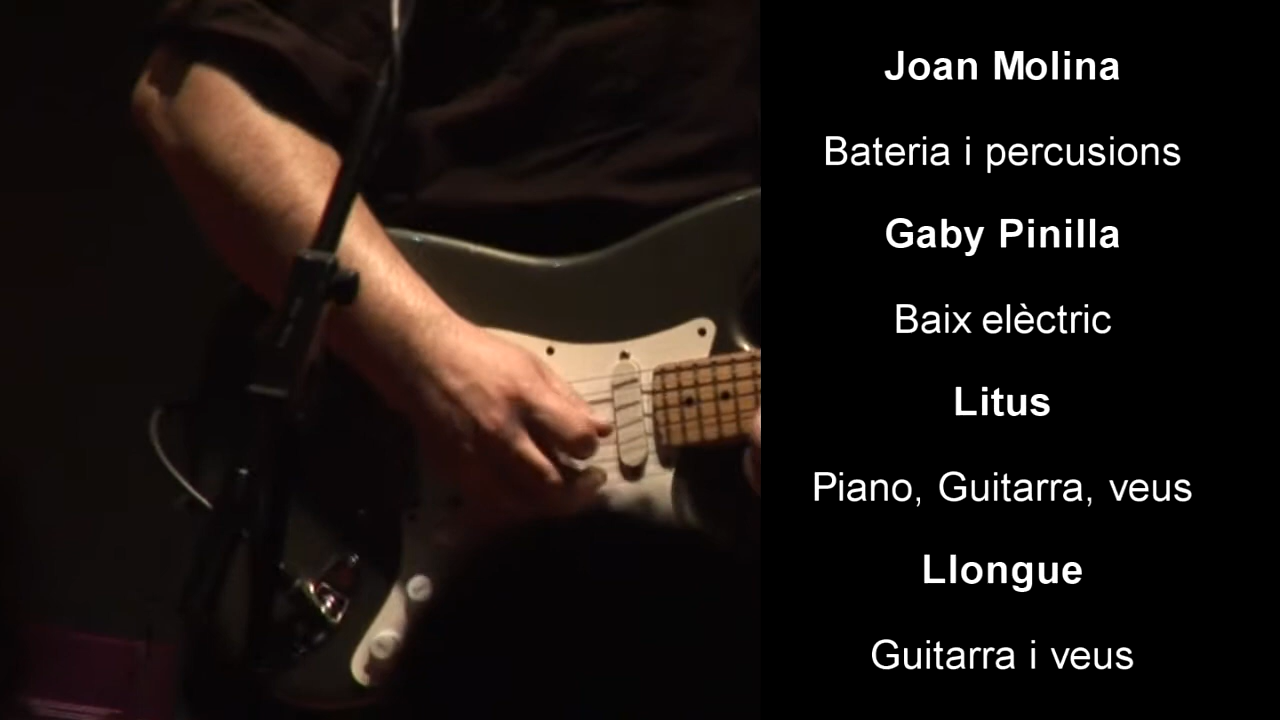 Joan Molina
Bateria i percusions
Gaby Pinilla
Baix elèctric
Litus
Piano, Guitarra, veus
Llongue
Guitarra i veus